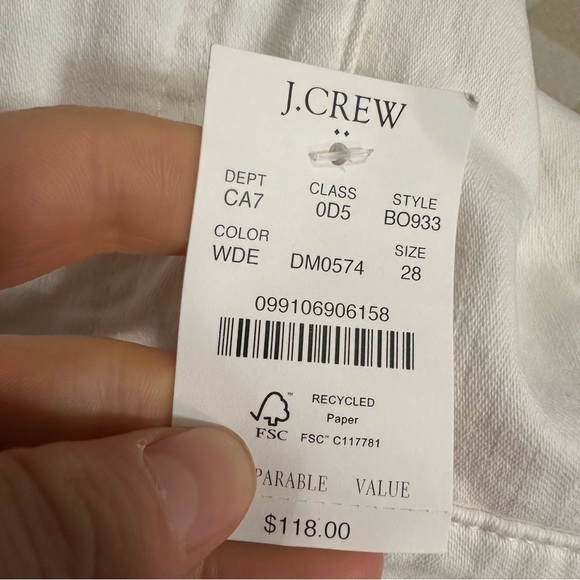 J.CREW
DEPT CLASS STYLE
CA7 0D5 BO933
COLOR SIZE
WDE DM0574 28
099106906158
RECYCLED
Paper
FSC™ FSC™ C117781
PARABLE VALUE
$118.00